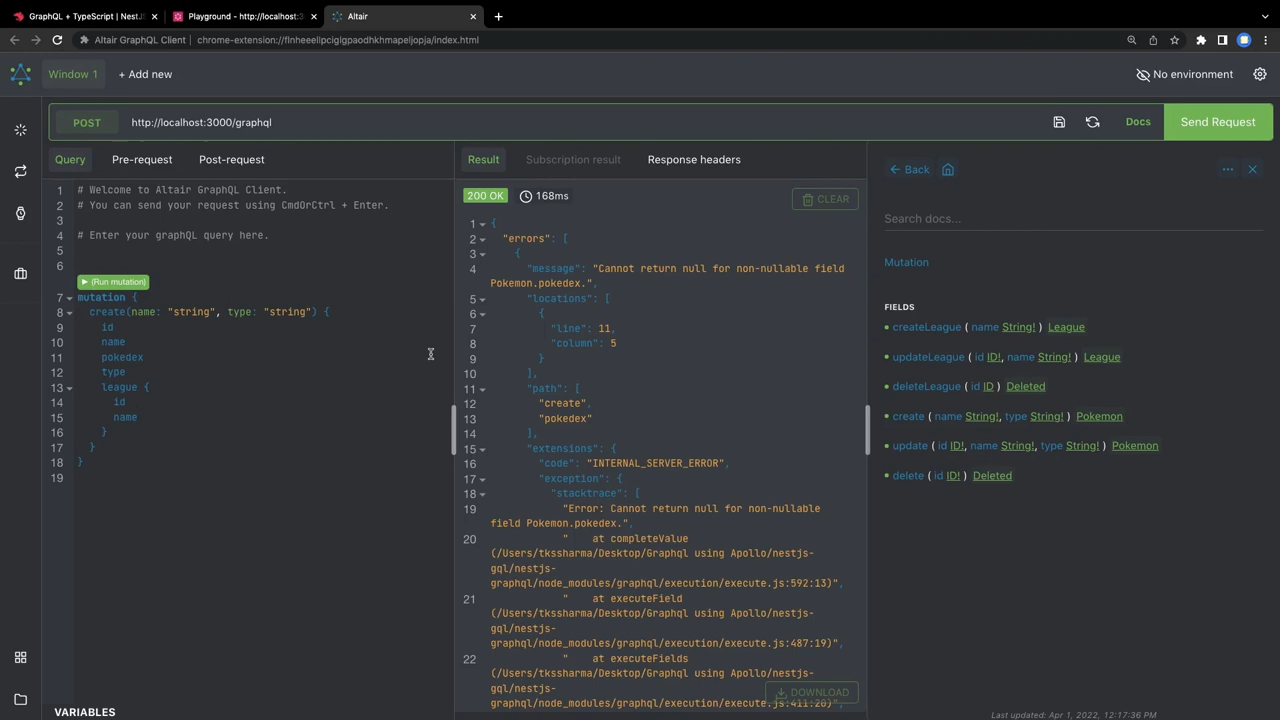 GraphQL + TypeScript | NestJ
Playground - http://localhost:3
Altair
Altair GraphQL Client | chrome-extension://flnheeellpciglgpaodhkhmapeljopja/index.html
Window 1
+ Add new
No environment
POST
http://localhost:3000/graphql
Docs
Send Request
Query
Pre-request
Post-request
1 # Welcome to Altair GraphQL Client.
2 # You can send your request using CmdOrCtrl + Enter.
3
4 # Enter your graphQL query here.
5
6
(Run mutation)
7 mutation {
8 create(name: "string", type: "string") {
9 id
10 name
11 pokedex
12 type
13 league {
14 id
15 name
16 }
17 }
18 }
19
VARIABLES
Result
Subscription result
Response headers
200 OK
168ms
CLEAR
1 {
2 "errors": [
3 {
4 "message": "Cannot return null for non-nullable field
Pokemon.pokedex.",
5 "locations": [
6 {
7 "line": 11,
8 "column": 5
9 }
10 ],
11 "path": [
12 "create",
13 "pokedex"
14 ],
15 "extensions": {
16 "code": "INTERNAL_SERVER_ERROR",
17 "exception": {
18 "stacktrace": [
19 "Error: Cannot return null for non-nullable
field Pokemon.pokedex.",
20 " at completeValue
(/Users/tkssharma/Desktop/Graphql using Apollo/nestjs-
gql/nestjs-
graphql/node_modules/graphql/execution/execute.js:592:13)",
21 " at executeField
(/Users/tkssharma/Desktop/Graphql using Apollo/nestjs-
gql/nestjs-
graphql/node_modules/graphql/execution/execute.js:487:19)",
22 " at executeFields
(/Users/tkssharma/Desktop/Graphql using Apollo/nestjs-
gql/nestjs-
graphql/node_modules/graphql/execution/execute.js:411:20)",
DOWNLOAD
Back
Search docs...
Mutation
FIELDS
createLeague ( name String! ) League
updateLeague ( id ID!, name String! ) League
deleteLeague ( id ID ) Deleted
create ( name String!, type String! ) Pokemon
update ( id ID!, name String!, type String! ) Pokemon
delete ( id ID! ) Deleted
Last updated: Apr 1, 2022, 12:17:36 PM